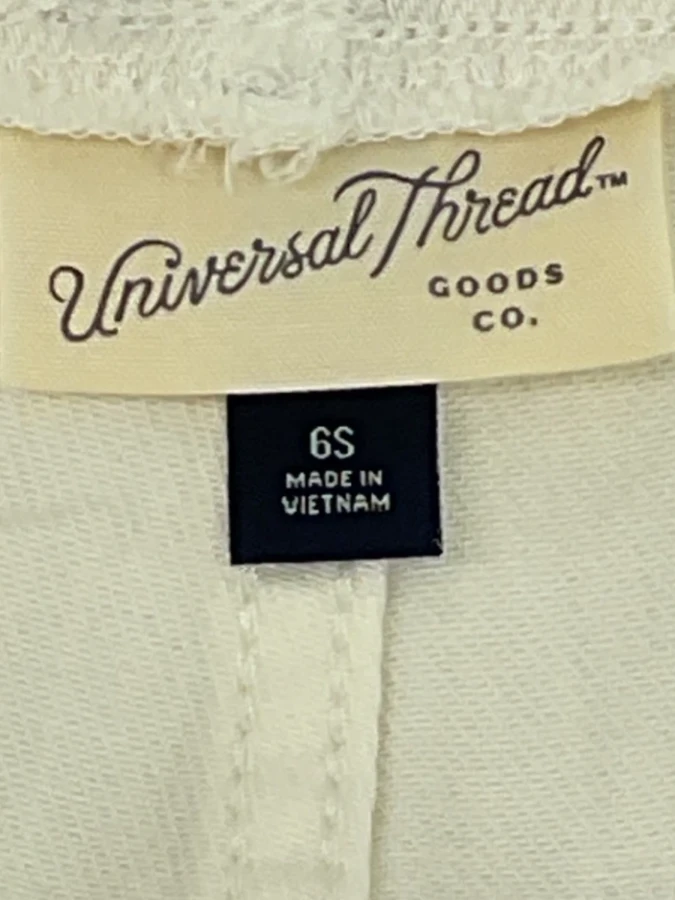 Universal Thread™
GOODS
CO.
6S
MADE IN
VIETNAM